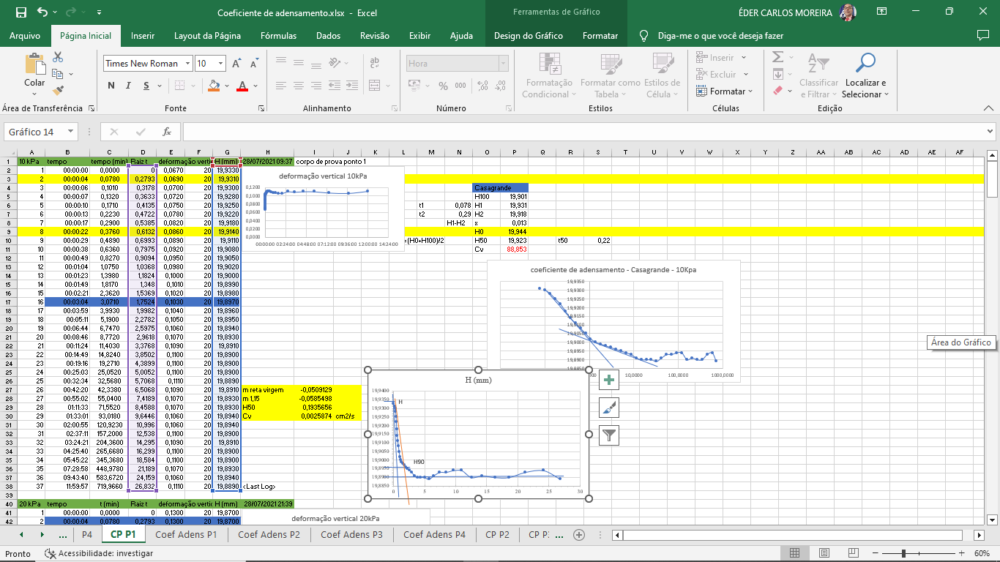 Coeficiente de adensamento.xlsx - Excel
Ferramentas de Gráfico
ÉDER CARLOS MOREIRA
Arquivo Página Inicial Inserir Layout da Página Fórmulas Dados Revisão Exibir Ajuda Design do Gráfico Formatar Diga-me o que você deseja fazer
Colar
Times New Roman 10
N I S
Hora
% 000
Formatação Condicional
Formatar como Tabela
Estilos de Célula
Inserir
Excluir
Formatar
Classificar e Filtrar
Localizar e Selecionar
Área de Transferência Fonte Alinhamento Número Estilos Células Edição
Gráfico 14
fx
A B C D E F G H I J K L M N O P Q R S T U V W X Y Z AA AB AC AD AE AF
1 10 kPa tempo tempo (min) Raiz t deformação vertic H (mm) 28/07/2021 09:37 corpo de prova ponto 1
2 1 00:00:00 0,0000 0 0,0670 20 19,9330
3 2 00:00:04 0,0780 0,2793 0,0690 20 19,9310
4 3 00:00:06 0,1010 0,3178 0,0700 20 19,9300 Casagrande
5 4 00:00:07 0,1320 0,3633 0,0720 20 19,9280 H100 19,901
6 5 00:00:10 0,1710 0,4135 0,0750 20 19,9250 t1 0,078 H1 19,931
7 6 00:00:13 0,2230 0,4722 0,0780 20 19,9220 t2 0,29 H2 19,918
8 7 00:00:17 0,2900 0,5385 0,0820 20 19,9180 H1-H2 x 0,013
9 8 00:00:22 0,3760 0,6132 0,0860 20 19,9140 H0 19,944
10 9 00:00:29 0,4890 0,6993 0,0890 20 19,9110 =(H0+H100)/2 H50 19,923 t50 0,22
11 10 00:00:38 0,6360 0,7975 0,0920 20 19,9080 Cv 88,853
12 11 00:00:49 0,8270 0,9094 0,0950 20 19,9050
13 12 00:01:04 1,0750 1,0368 0,0980 20 19,9020
14 13 00:01:23 1,3980 1,1824 0,1000 20 19,9000
15 14 00:01:49 1,8170 1,348 0,1010 20 19,8990
16 15 00:02:21 2,3620 1,5369 0,1020 20 19,8980
17 16 00:03:04 3,0710 1,7524 0,1030 20 19,8970
18 17 00:03:59 3,9930 1,9982 0,1040 20 19,8960
19 18 00:05:11 5,1900 2,2782 0,1050 20 19,8950
20 19 00:06:44 6,7470 2,5975 0,1060 20 19,8940
21 20 00:08:46 8,7720 2,9618 0,1070 20 19,8930
22 21 00:11:24 11,4030 3,3768 0,1090 20 19,8910
23 22 00:14:49 14,8240 3,8502 0,1100 20 19,8900
24 23 00:19:16 19,2710 4,3899 0,1100 20 19,8900
25 24 00:25:03 25,0520 5,0052 0,1100 20 19,8900
26 25 00:32:34 32,5680 5,7068 0,1110 20 19,8890
27 26 00:42:20 42,3380 6,5068 0,1090 20 19,8910 m reta virgem -0,0509129
28 27 00:55:02 55,0400 7,4189 0,1070 20 19,8930 m 1,15 -0,0585498
29 28 01:11:33 71,5520 8,4588 0,1070 20 19,8930 H50 0,1935656
30 29 01:33:01 93,0180 9,6446 0,1060 20 19,8940 Cv 0,0025874 cm2/s
31 30 02:00:55 120,9230 10,996 0,1060 20 19,8940
32 31 02:37:11 157,2000 12,538 0,1100 20 19,8900
33 32 03:24:21 204,3600 14,295 0,1090 20 19,8910
34 33 04:25:40 265,6680 16,299 0,1100 20 19,8900
35 34 05:45:22 345,3680 18,584 0,1100 20 19,8900
36 35 07:28:58 448,9780 21,189 0,1070 20 19,8930
37 36 09:43:40 583,6720 24,159 0,1060 20 19,8940
38 37 11:59:57 719,9660 26,832 0,1110 20 19,8890 <Last Log>
39
40 20 kPa tempo t (min) Raiz t deformação vertic H (mm) 28/07/2021 21:39
41 1 00:00:00 0,0000 0 0,1300 20 19,8700
42 2 00:00:04 0,0780 0,2793 0,1300 20 19,8700
deformação vertical 10kPa
0,1200
0,1000
0,0800
0,0600
0,0400
0,0200
0,0000
00:00:00 02:24:00 04:48:00 07:12:00 09:36:00 12:00:00 14:24:00
coeficiente de adensamento - Casagrande - 10Kpa
19,9350
19,9300
19,9250
19,9200
19,9150
19,9100
19,9050
19,9000
19,8950
19,8900
19,8850
10,0000 100,0000 1000,0000
Área do Gráfico
H (mm)
19,9400
19,9350
19,9300
19,9250
19,9200
19,9150
19,9100
19,9050
19,9000
19,8950
19,8900
19,8850
H
H90
0 5 10 15 20 25 30
deformação vertical 20kPa
... P4 CP P1 Coef Adens P1 Coef Adens P2 Coef Adens P3 Coef Adens P4 CP P2 CP P: ...
Pronto Acessibilidade: investigar 60%